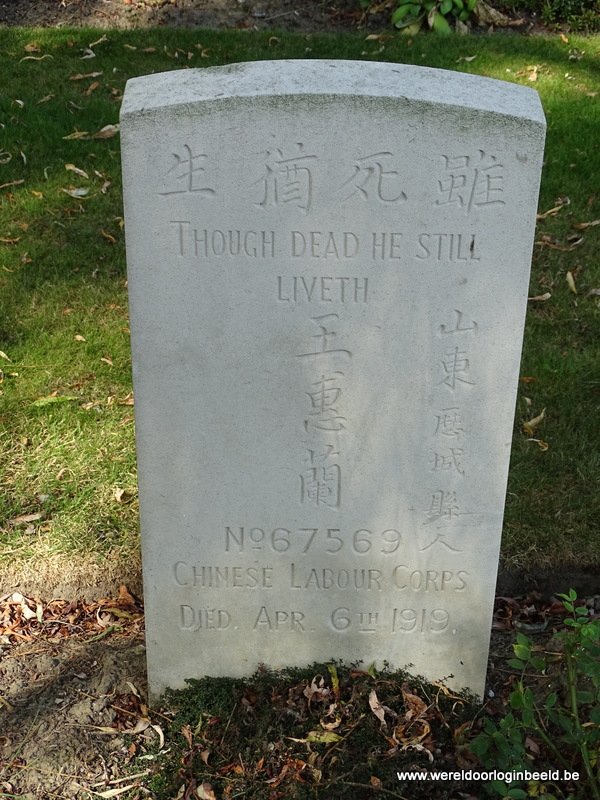 雖死猶生
THOUGH DEAD HE STILL
LIVETH
山東歷城縣人
王惠蘭
No 67569
CHINESE LABOUR CORPS
DIED. APR. 6TH 1919.
www.wereldoorloginbeeld.be